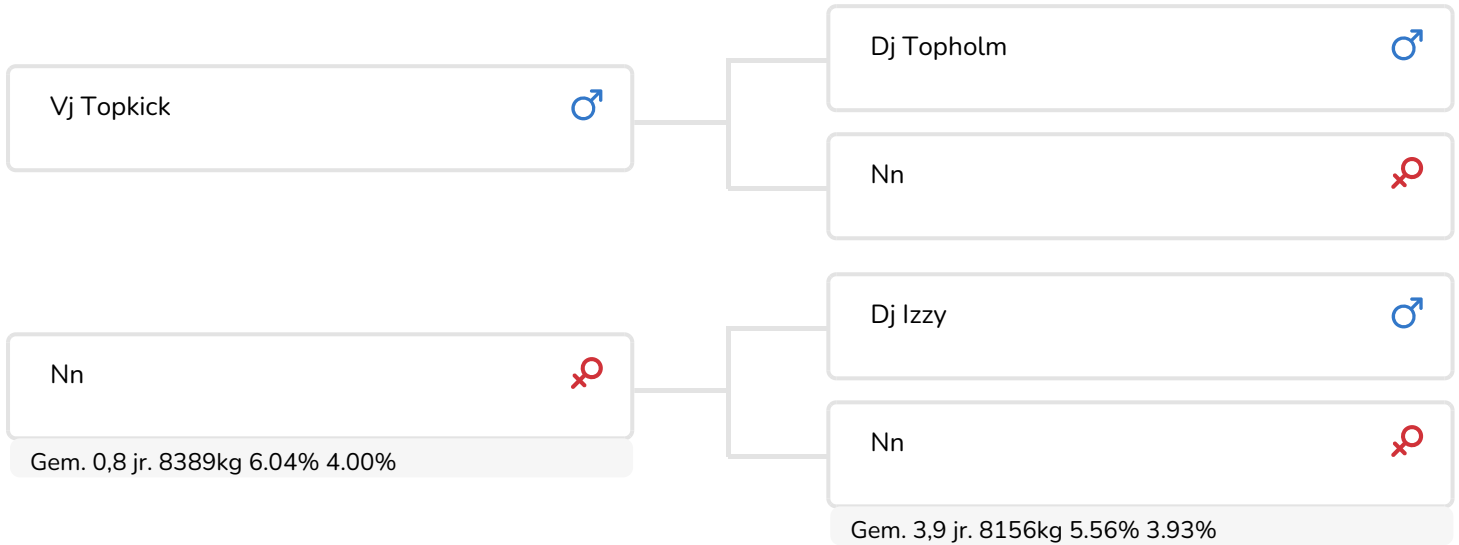 Vj Topkick
Dj Topholm
Nn
Nn
Gem. 0,8 jr. 8389kg 6.04% 4.00%
Dj Izzy
Nn
Gem. 3,9 jr. 8156kg 5.56% 3.93%